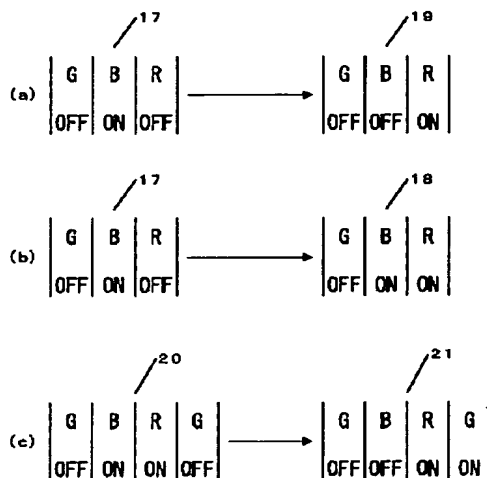 17 19
G B R G B R
(a)
OFF ON OFF OFF OFF ON
17 18
G B R G B R
(b)
OFF ON OFF OFF ON ON
20 21
G B R G G B R G
(c)
OFF ON ON OFF OFF OFF ON ON